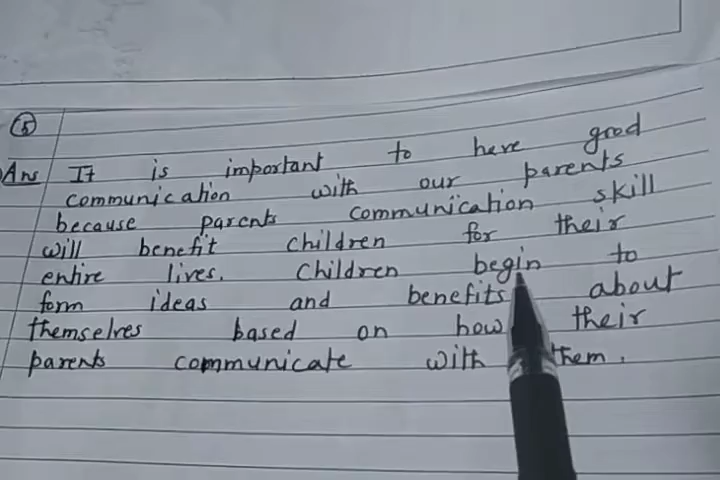 5
Ans It is important to have good
communication with our parents
because parents communication skill
will benefit children for their
entire lives. Children begin to
form ideas and benefits about
themselves based on how their
parents communicate with them.